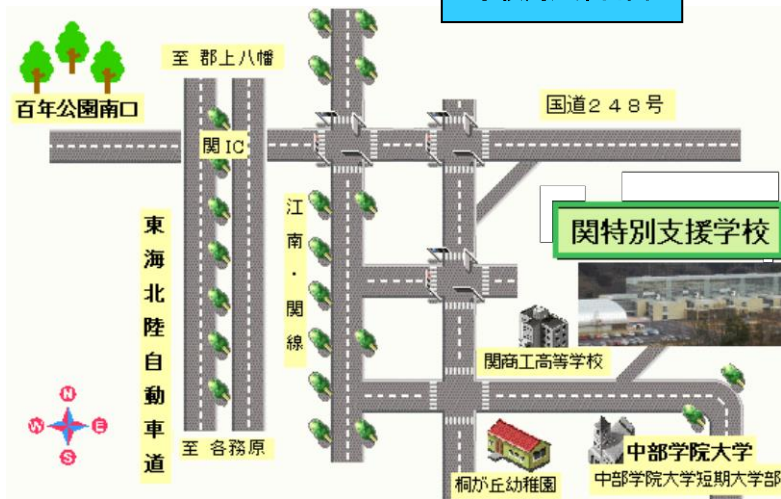 至 郡上八幡
百年公園南口
国道248号
関IC
東海北陸自動車道
江南・関線
関特別支援学校
関商工高等学校
N
W E
S
至 各務原
桐が丘幼稚園
中部学院大学
中部学院大学短期大学部